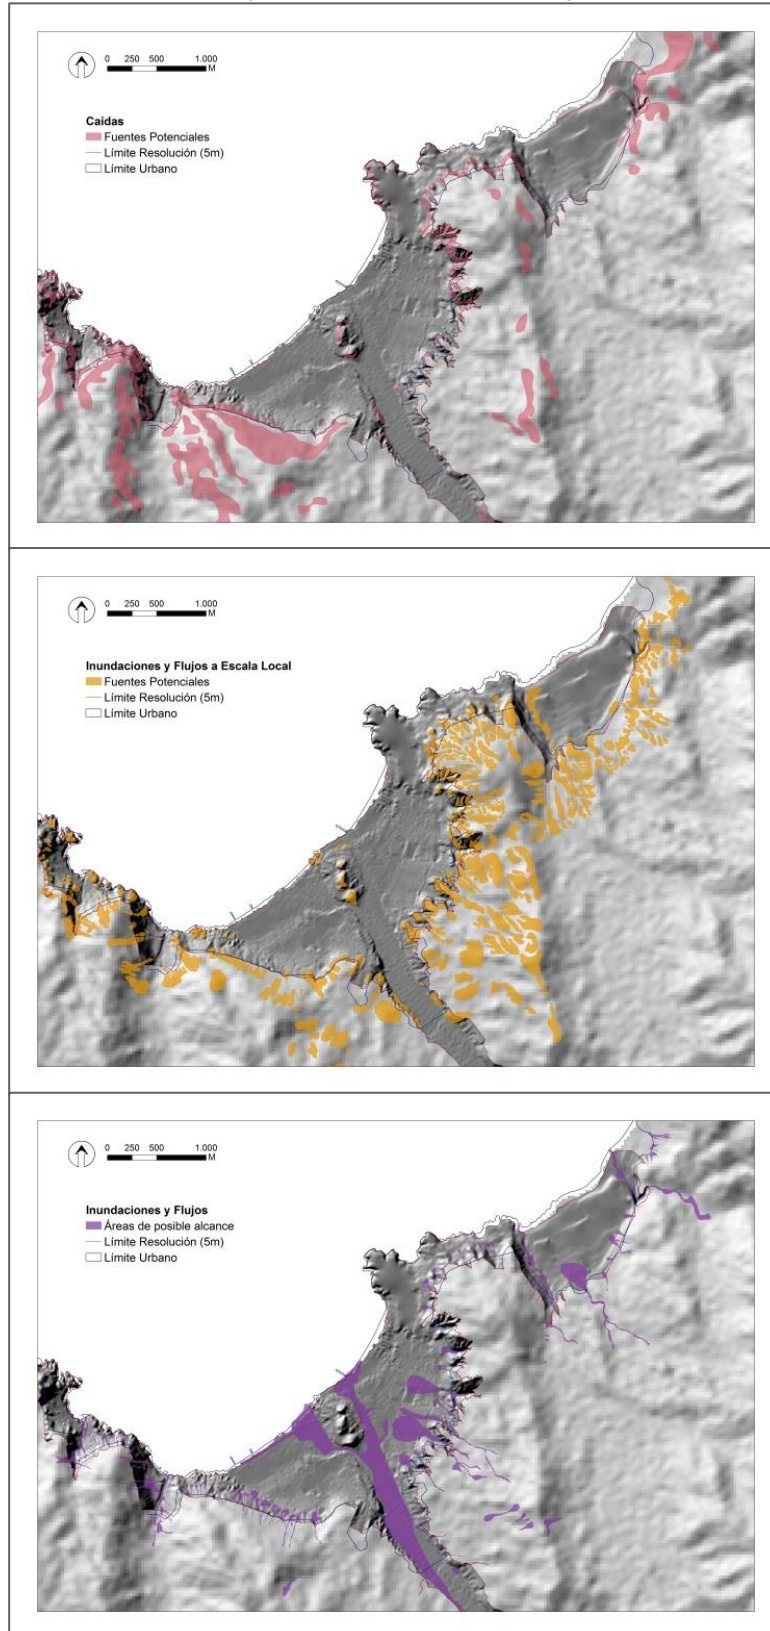 0 250 500 1.000
M
Caídas
Fuentes Potenciales
Límite Resolución (5m)
Límite Urbano
0 250 500 1.000
M
Inundaciones y Flujos a Escala Local
Fuentes Potenciales
Límite Resolución (5m)
Límite Urbano
0 250 500 1.000
M
Inundaciones y Flujos
Áreas de posible alcance
Límite Resolución (5m)
Límite Urbano